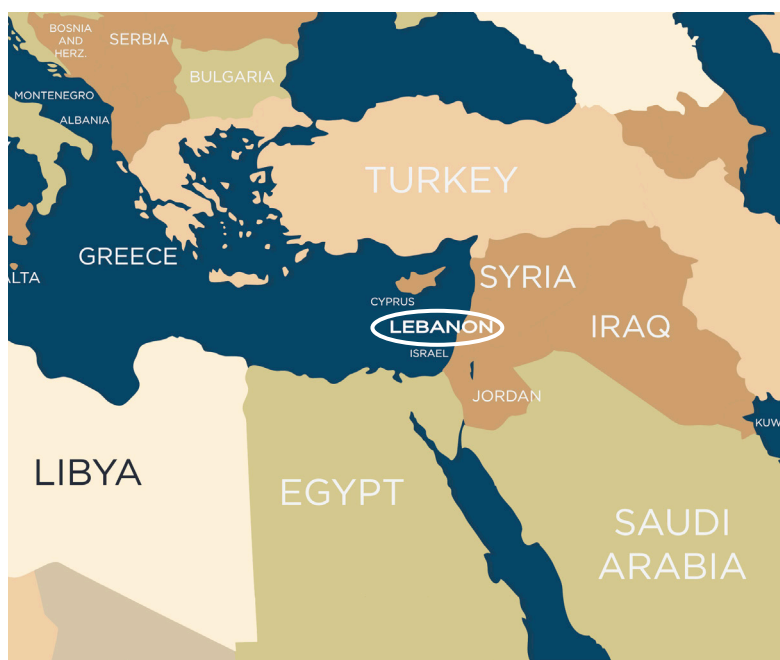 BOSNIA
AND
HERZ.
SERBIA
BULGARIA
MONTENEGRO
ALBANIA
TURKEY
GREECE
ALTA
SYRIA
CYPRUS
LEBANON
IRAQ
ISRAEL
JORDAN
KUW
LIBYA
EGYPT
SAUDI
ARABIA